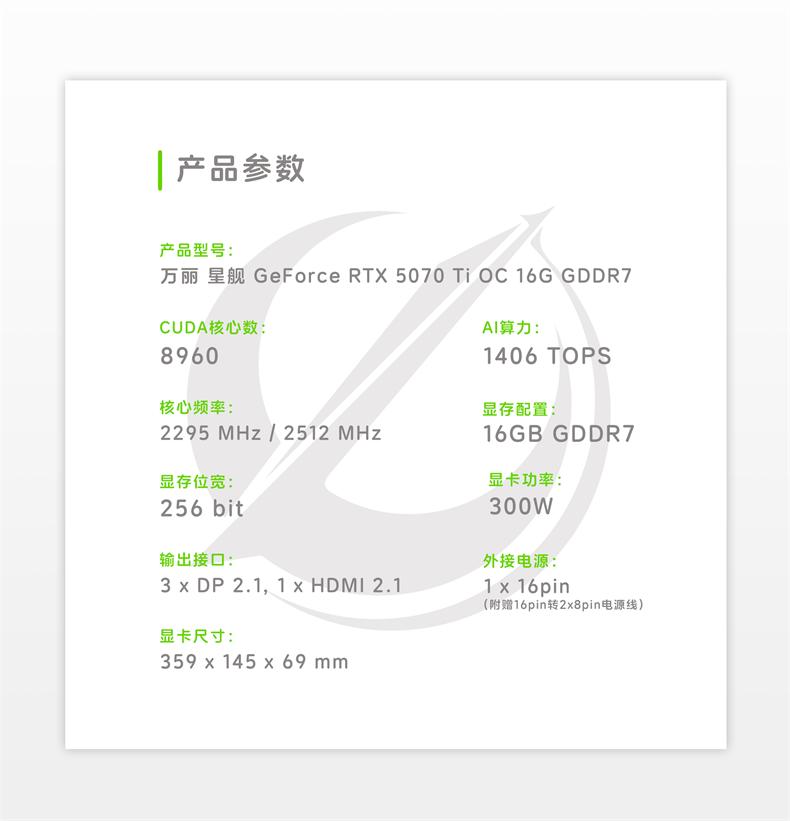 产品参数
产品型号:
万丽 星舰 GeForce RTX 5070 Ti OC 16G GDDR7
CUDA核心数:
8960
AI算力:
1406 TOPS
核心频率:
2295 MHz / 2512 MHz
显存配置:
16GB GDDR7
显存位宽:
256 bit
显卡功率:
300W
输出接口:
3 x DP 2.1, 1 x HDMI 2.1
外接电源:
1 x 16pin
(附赠16pin转2x8pin电源线)
显卡尺寸:
359 x 145 x 69 mm